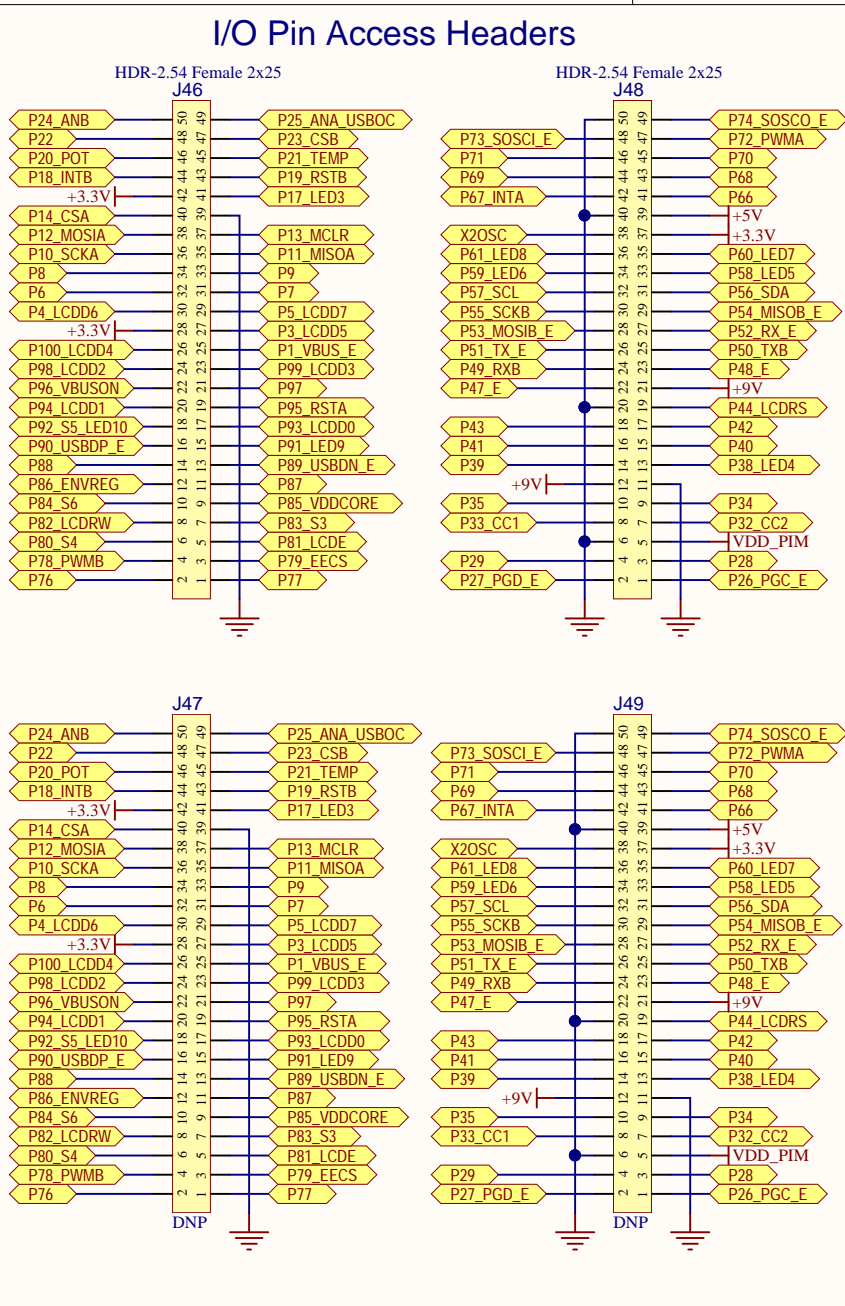 I/O Pin Access Headers
HDR-2.54 Female 2x25
J46
P24_ANB 50 49 P25_ANA_USBOC
P22 48 47 P23_CSB
P20_POT 46 45 P21_TEMP
P18_INTB 44 43 P19_RSTB
+3.3V 42 41 P17_LED3
P14_CSA 40 39
P12_MOSIA 38 37 P13_MCLR
P10_SCKA 36 35 P11_MISOA
P8 34 33 P9
P6 32 31 P7
P4_LCDD6 30 29 P5_LCDD7
+3.3V 28 27 P3_LCDD5
P100_LCDD4 26 25 P1_VBUS_E
P98_LCDD2 24 23 P99_LCDD3
P96_VBUSON 22 21 P97
P94_LCDD1 20 19 P95_RSTA
P92_S5_LED10 18 17 P93_LCDD0
P90_USBDP_E 16 15 P91_LED9
P88 14 13 P89_USBDN_E
P86_ENVREG 12 11 P87
P84_S6 10 9 P85_VDDCORE
P82_LCDRW 8 7 P83_S3
P80_S4 6 5 P81_LCDE
P78_PWMB 4 3 P79_EECS
P76 2 1 P77
HDR-2.54 Female 2x25
J48
50 49 P74_SOSCO_E
P73_SOSCI_E 48 47 P72_PWMA
P71 46 45 P70
P69 44 43 P68
P67_INTA 42 41 P66
40 39 +5V
X2OSC 38 37 +3.3V
P61_LED8 36 35 P60_LED7
P59_LED6 34 33 P58_LED5
P57_SCL 32 31 P56_SDA
P55_SCKB 30 29 P54_MISOB_E
P53_MOSIB_E 28 27 P52_RX_E
P51_TX_E 26 25 P50_TXB
P49_RXB 24 23 P48_E
P47_E 22 21 +9V
20 19 P44_LCDRS
P43 18 17 P42
P41 16 15 P40
P39 14 13 P38_LED4
+9V 12 11
P35 10 9 P34
P33_CC1 8 7 P32_CC2
6 5 VDD_PIM
P29 4 3 P28
P27_PGD_E 2 1 P26_PGC_E
J47
P24_ANB 50 49 P25_ANA_USBOC
P22 48 47 P23_CSB
P20_POT 46 45 P21_TEMP
P18_INTB 44 43 P19_RSTB
+3.3V 42 41 P17_LED3
P14_CSA 40 39
P12_MOSIA 38 37 P13_MCLR
P10_SCKA 36 35 P11_MISOA
P8 34 33 P9
P6 32 31 P7
P4_LCDD6 30 29 P5_LCDD7
+3.3V 28 27 P3_LCDD5
P100_LCDD4 26 25 P1_VBUS_E
P98_LCDD2 24 23 P99_LCDD3
P96_VBUSON 22 21 P97
P94_LCDD1 20 19 P95_RSTA
P92_S5_LED10 18 17 P93_LCDD0
P90_USBDP_E 16 15 P91_LED9
P88 14 13 P89_USBDN_E
P86_ENVREG 12 11 P87
P84_S6 10 9 P85_VDDCORE
P82_LCDRW 8 7 P83_S3
P80_S4 6 5 P81_LCDE
P78_PWMB 4 3 P79_EECS
P76 2 1 P77
DNP
J49
50 49 P74_SOSCO_E
P73_SOSCI_E 48 47 P72_PWMA
P71 46 45 P70
P69 44 43 P68
P67_INTA 42 41 P66
40 39 +5V
X2OSC 38 37 +3.3V
P61_LED8 36 35 P60_LED7
P59_LED6 34 33 P58_LED5
P57_SCL 32 31 P56_SDA
P55_SCKB 30 29 P54_MISOB_E
P53_MOSIB_E 28 27 P52_RX_E
P51_TX_E 26 25 P50_TXB
P49_RXB 24 23 P48_E
P47_E 22 21 +9V
20 19 P44_LCDRS
P43 18 17 P42
P41 16 15 P40
P39 14 13 P38_LED4
+9V 12 11
P35 10 9 P34
P33_CC1 8 7 P32_CC2
6 5 VDD_PIM
P29 4 3 P28
P27_PGD_E 2 1 P26_PGC_E
DNP